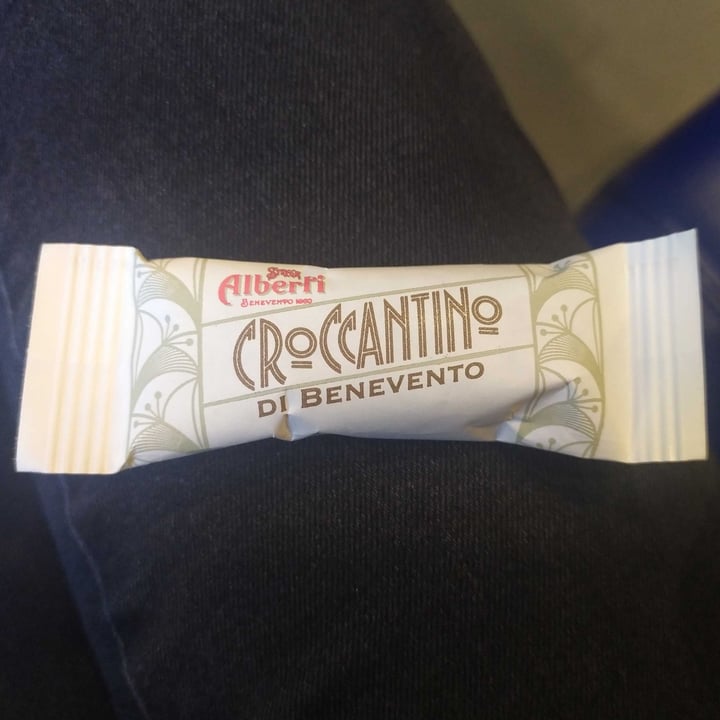 Strega
Alberti
BENEVENTO 1860
CROCCANTINO
DI BENEVENTO